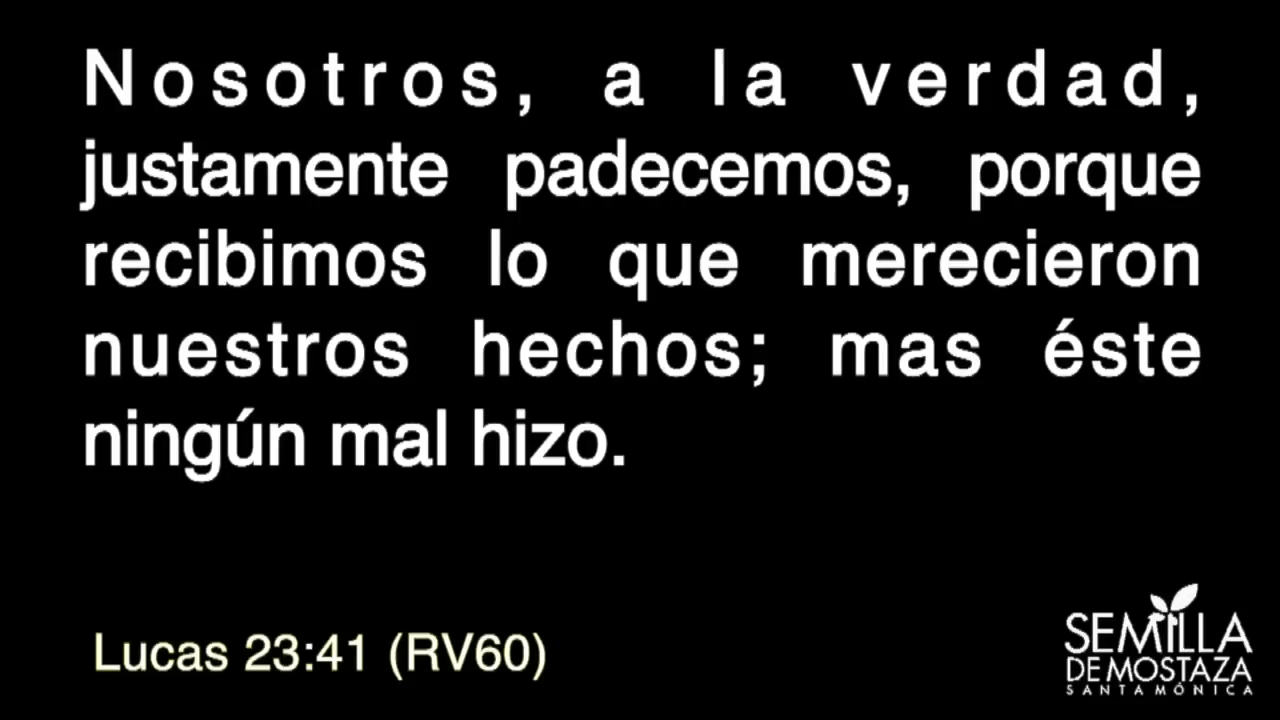 Nosotros, a la verdad,
justamente padecemos, porque
recibimos lo que merecieron
nuestros hechos; mas éste
ningún mal hizo.
Lucas 23:41 (RV60)
SEMILLA
DE MOSTAZA
SANTA MÓNICA